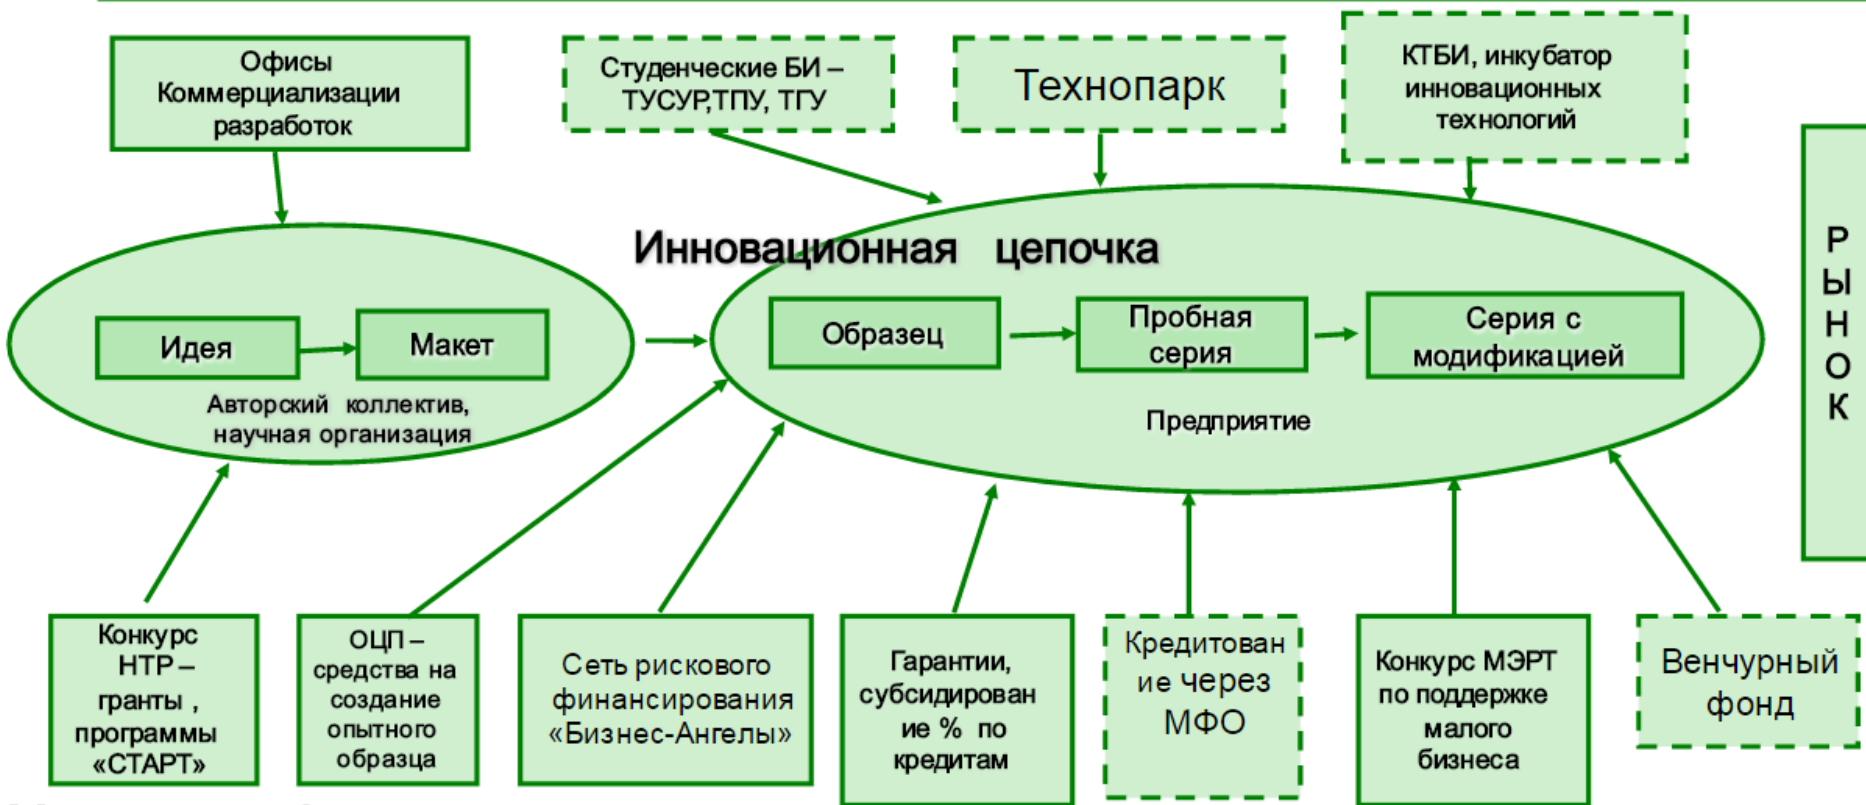 Офисы
Коммерциализации
разработок
Студенческие БИ –
ТУСУР,ТПУ, ТГУ
Технопарк
КТБИ, инкубатор
инновационных
технологий
Инновационная цепочка
Идея
Макет
Авторский коллектив,
научная организация
Образец
Пробная
серия
Серия с
модификацией
Предприятие
Р
Ы
Н
О
К
Конкурс
НТР –
гранты ,
программы
«СТАРТ»
ОЦП –
средства на
создание
опытного
образца
Сеть рискового
финансирования
«Бизнес-Ангелы»
Гарантии,
субсидирован
ие % по
кредитам
Кредитован
ие через
МФО
Конкурс МЭРТ
по поддержке
малого
бизнеса
Венчурный
фонд